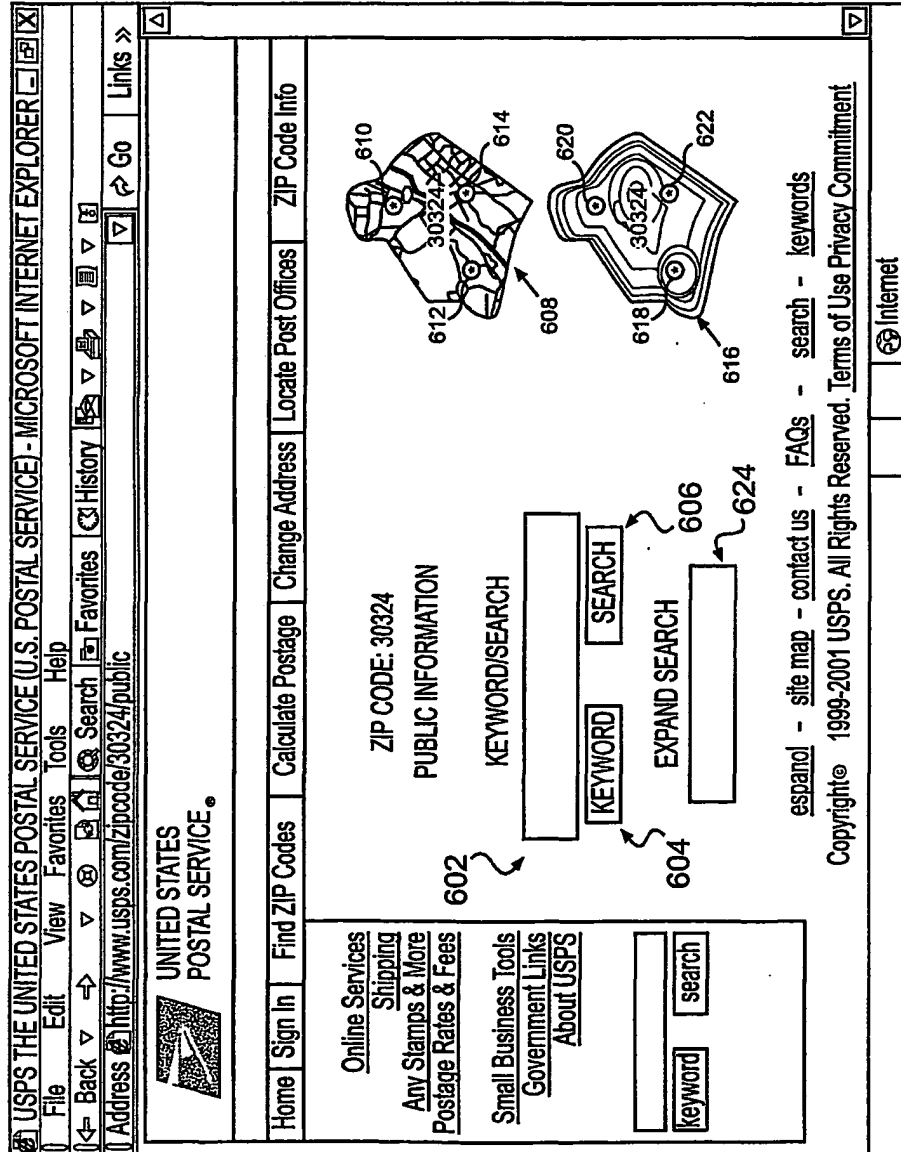 USPS THE UNITED STATES POSTAL SERVICE (U.S. POSTAL SERVICE) - MICROSOFT INTERNET EXPLORER
File Edit View Favorites Tools Help
Back Search Favorites History
Address http://www.usps.com/zipcode/30324/public Go Links »
UNITED STATES
POSTAL SERVICE®
Home Sign In Find ZIP Codes Calculate Postage Change Address Locate Post Offices ZIP Code Info
Online Services
Shipping
Any Stamps & More
Postage Rates & Fees
Small Business Tools
Government Links
About USPS
keyword search
ZIP CODE: 30324
PUBLIC INFORMATION
KEYWORD/SEARCH
602
KEYWORD SEARCH
604
606
EXPAND SEARCH
624
610
612
30324
614
608
620
618
30324
622
616
espanol - site map - contact us - FAQs - search - keywords
Copyright© 1999-2001 USPS. All Rights Reserved. Terms of Use Privacy Commitment
Internet